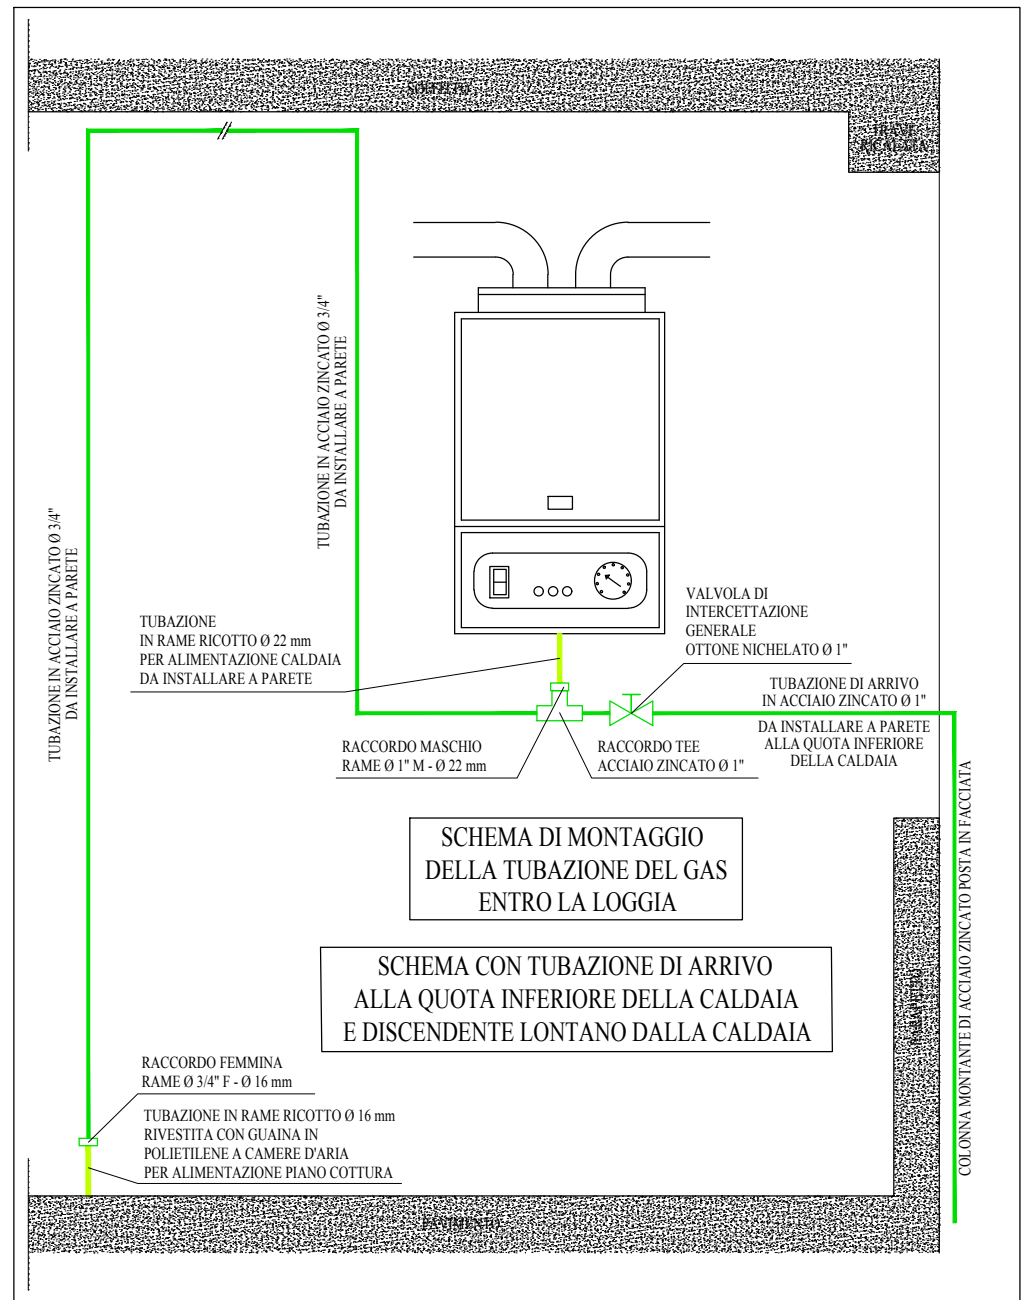 SOFFITTO
TRAVE
RICALATA
TUBAZIONE IN ACCIAIO ZINCATO Ø 3/4"
DA INSTALLARE A PARETE
TUBAZIONE IN ACCIAIO ZINCATO Ø 3/4"
DA INSTALLARE A PARETE
TUBAZIONE
IN RAME RICOTTO Ø 22 mm
PER ALIMENTAZIONE CALDAIA
DA INSTALLARE A PARETE
VALVOLA DI
INTERCETTAZIONE
GENERALE
OTTONE NICHELATO Ø 1"
TUBAZIONE DI ARRIVO
IN ACCIAIO ZINCATO Ø 1"
DA INSTALLARE A PARETE
ALLA QUOTA INFERIORE
DELLA CALDAIA
RACCORDO MASCHIO
RAME Ø 1" M - Ø 22 mm
RACCORDO TEE
ACCIAIO ZINCATO Ø 1"
SCHEMA DI MONTAGGIO
DELLA TUBAZIONE DEL GAS
ENTRO LA LOGGIA
SCHEMA CON TUBAZIONE DI ARRIVO
ALLA QUOTA INFERIORE DELLA CALDAIA
E DISCENDENTE LONTANO DALLA CALDAIA
COLONNA MONTANTE DI ACCIAIO ZINCATO POSTA IN FACCIATA
RACCORDO FEMMINA
RAME Ø 3/4" F - Ø 16 mm
TUBAZIONE IN RAME RICOTTO Ø 16 mm
RIVESTITA CON GUAINA IN
POLIETILENE A CAMERE D'ARIA
PER ALIMENTAZIONE PIANO COTTURA
PAVIMENTO